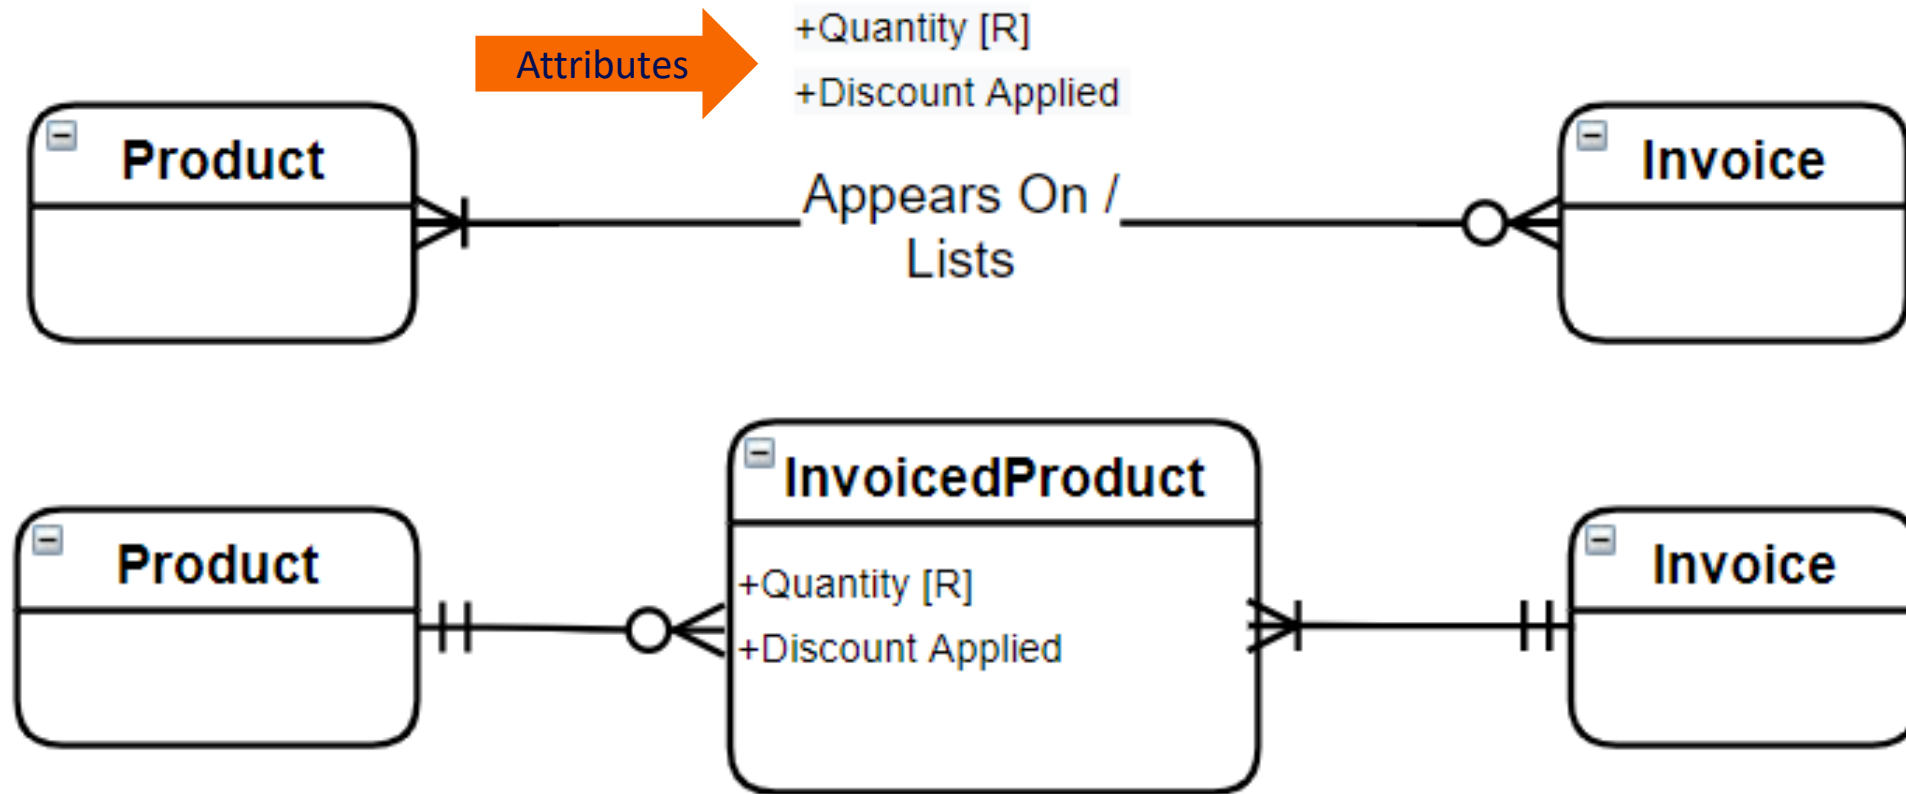 +Quantity [R]
Attributes
+Discount Applied
Product
Invoice
Appears On /
Lists
InvoicedProduct
Product
Invoice
+Quantity [R]
+Discount Applied